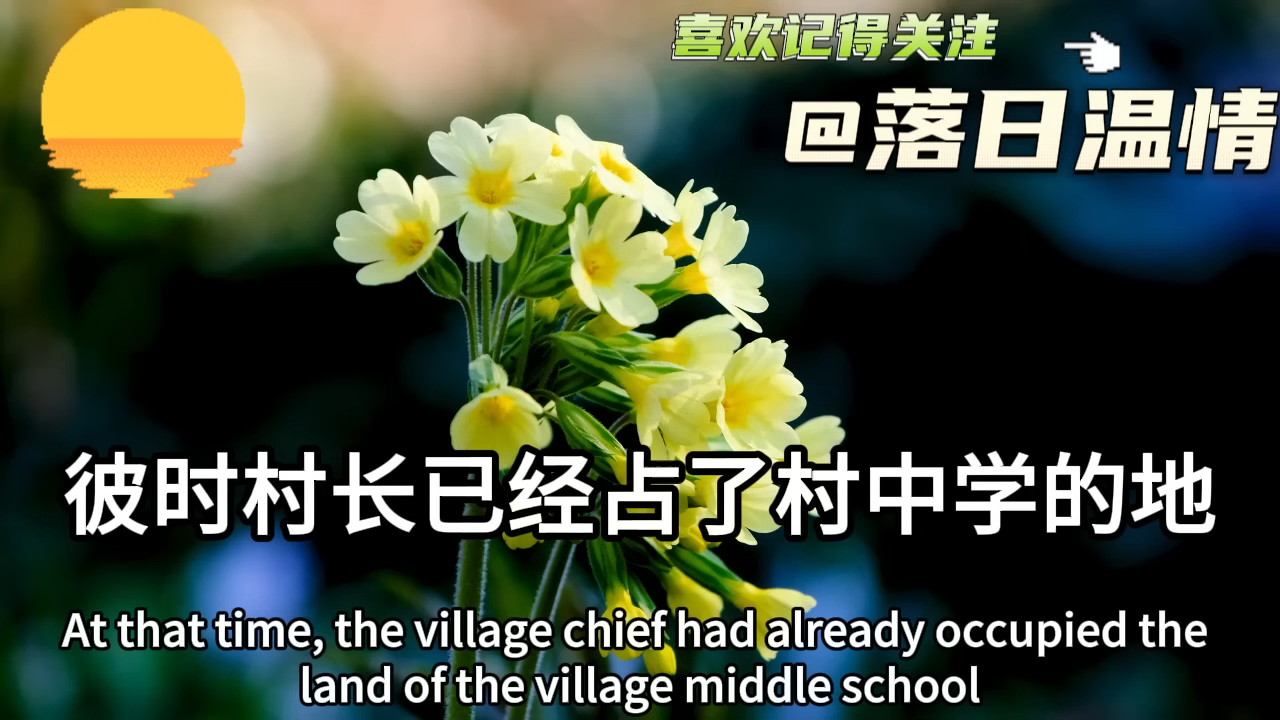 喜欢记得关注
@落日温情
彼时村长已经占了村中学的地
At that time, the village chief had already occupied the
land of the village middle school